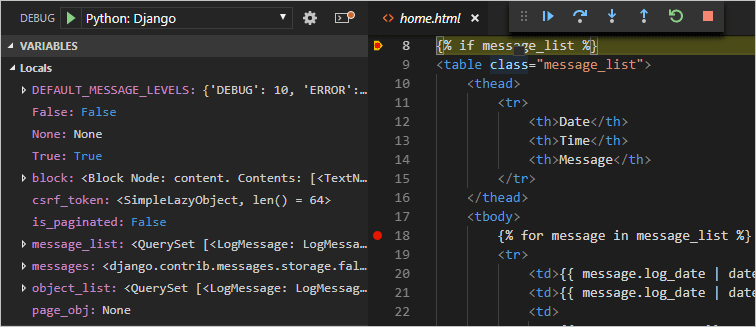 DEBUG Python: Django
VARIABLES
Locals
DEFAULT_MESSAGE_LEVELS: {'DEBUG': 10, 'ERROR':…
False: False
None: None
True: True
block: <Block Node: content. Contents: [<TextN…
csrf_token: <SimpleLazyObject, len() = 64>
is_paginated: False
message_list: <QuerySet [<LogMessage: LogMessa…
messages: <django.contrib.messages.storage.fal…
object_list: <QuerySet [<LogMessage: LogMessag…
page_obj: None
home.html
8 {% if message_list %}
9 <table class="message_list">
10 <thead>
11 <tr>
12 <th>Date</th>
13 <th>Time</th>
14 <th>Message</th>
15 </tr>
16 </thead>
17 <tbody>
18 {% for message in message_list %}
19 <tr>
20 <td>{{ message.log_date | date
21 <td>{{ message.log_date | date
22 <td>